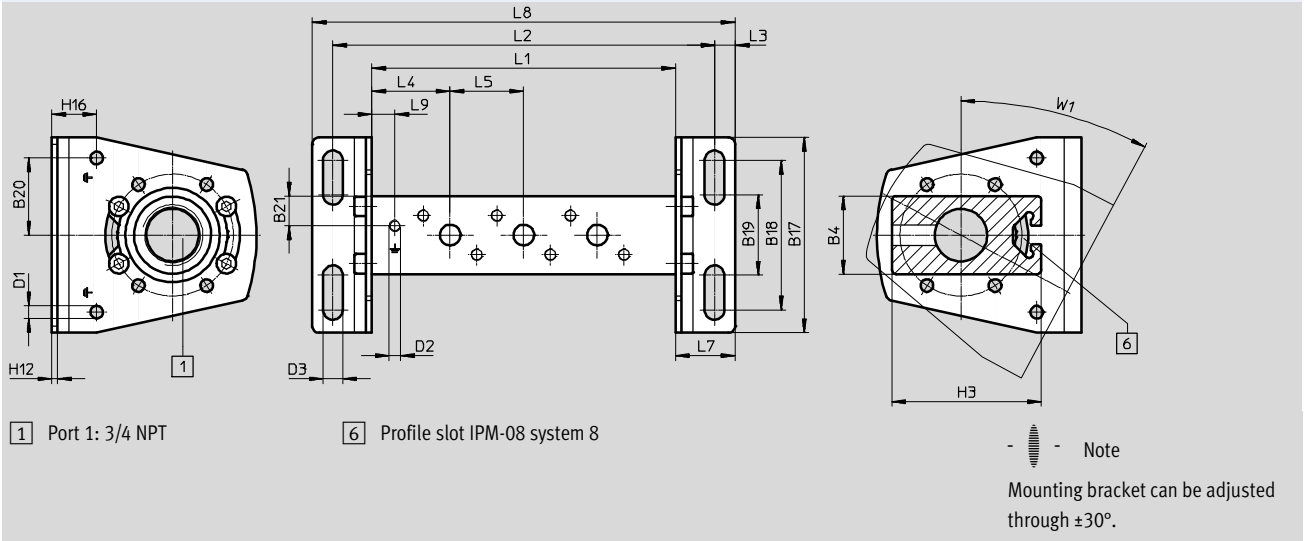 L8
L2
L3
L1
L4
L5
L9
H16
B20
D1
H12
1
B21
D2
D3
B19
B18
B17
L7
W1
B4
6
H3
1 Port 1: 3/4 NPT
6 Profile slot IPM-08 system 8
- - Note
Mounting bracket can be adjusted
through ±30°.